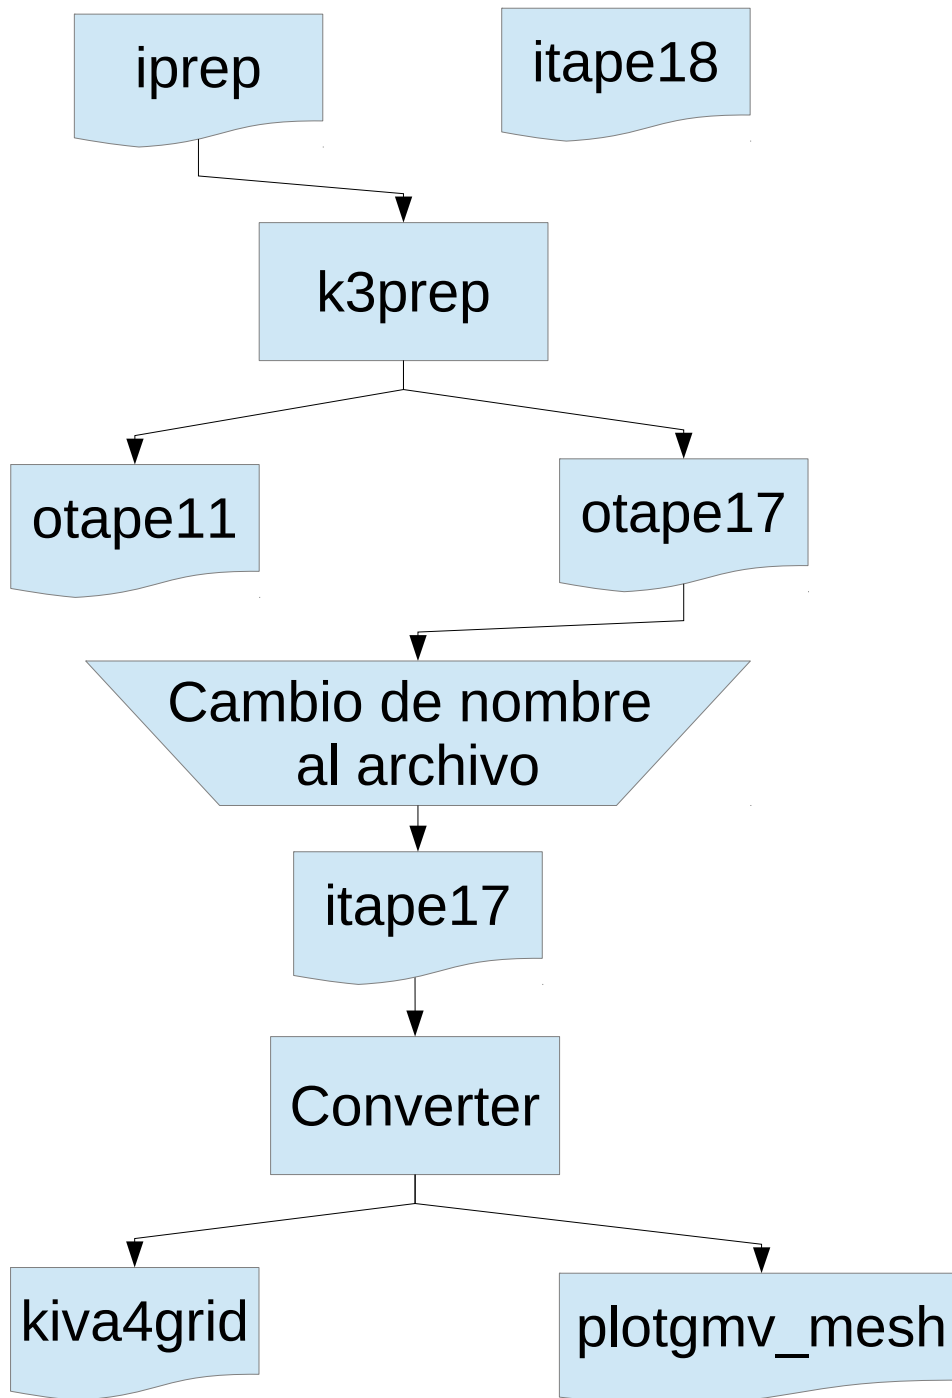 iprep
itape18
k3prep
otape11
otape17
Cambio de nombre
al archivo
itape17
Converter
kiva4grid
plotgmv_mesh